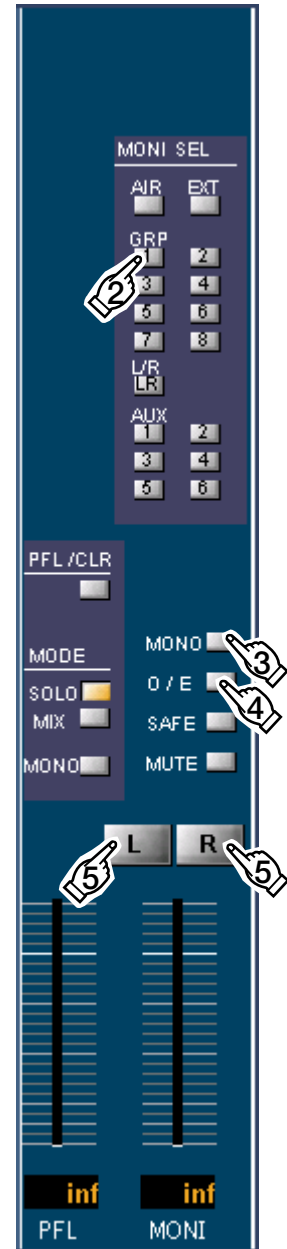 MONI SEL
AIR EXT
GRP
1 2
2
3 4
5 6
7 8
L/R
LR
AUX
1 2
3 4
5 6
PFL /CLR
MONO
3
MODE
O / E
4
SOLO
MIX
SAFE
MONO
MUTE
L R
5 5
inf inf
PFL MONI